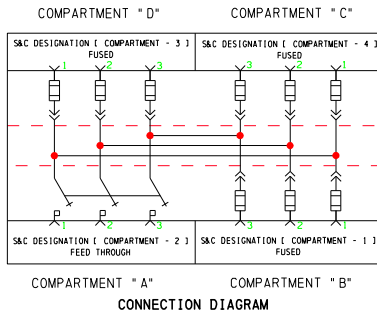 COMPARTMENT "D" COMPARTMENT "C"
S&C DESIGNATION [ COMPARTMENT - 3 ] S&C DESIGNATION [ COMPARTMENT - 4 ]
FUSED FUSED
1 2 3 3 2 1
1 2 3 3 2 1
S&C DESIGNATION [ COMPARTMENT - 2 ] S&C DESIGNATION [ COMPARTMENT - 1 ]
FEED THROUGH FUSED
COMPARTMENT "A" COMPARTMENT "B"
CONNECTION DIAGRAM